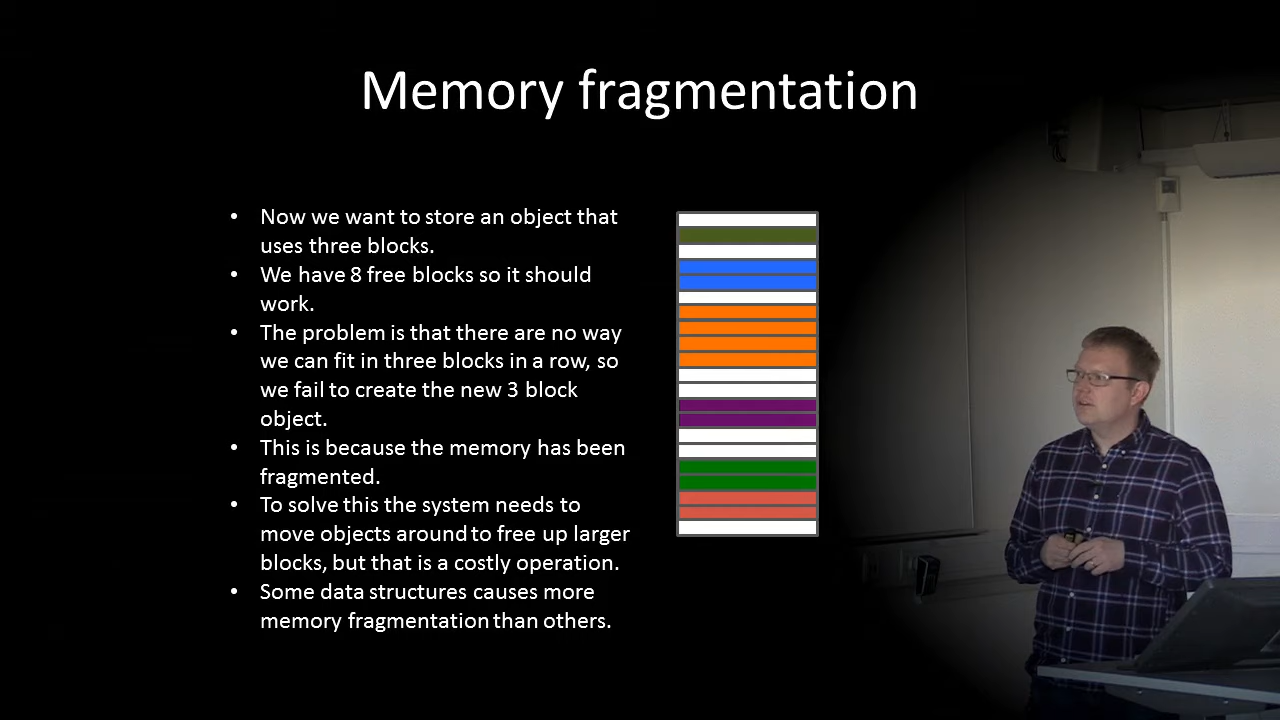 Memory fragmentation
• Now we want to store an object that
uses three blocks.
• We have 8 free blocks so it should
work.
• The problem is that there are no way
we can fit in three blocks in a row, so
we fail to create the new 3 block
object.
• This is because the memory has been
fragmented.
• To solve this the system needs to
move objects around to free up larger
blocks, but that is a costly operation.
• Some data structures causes more
memory fragmentation than others.